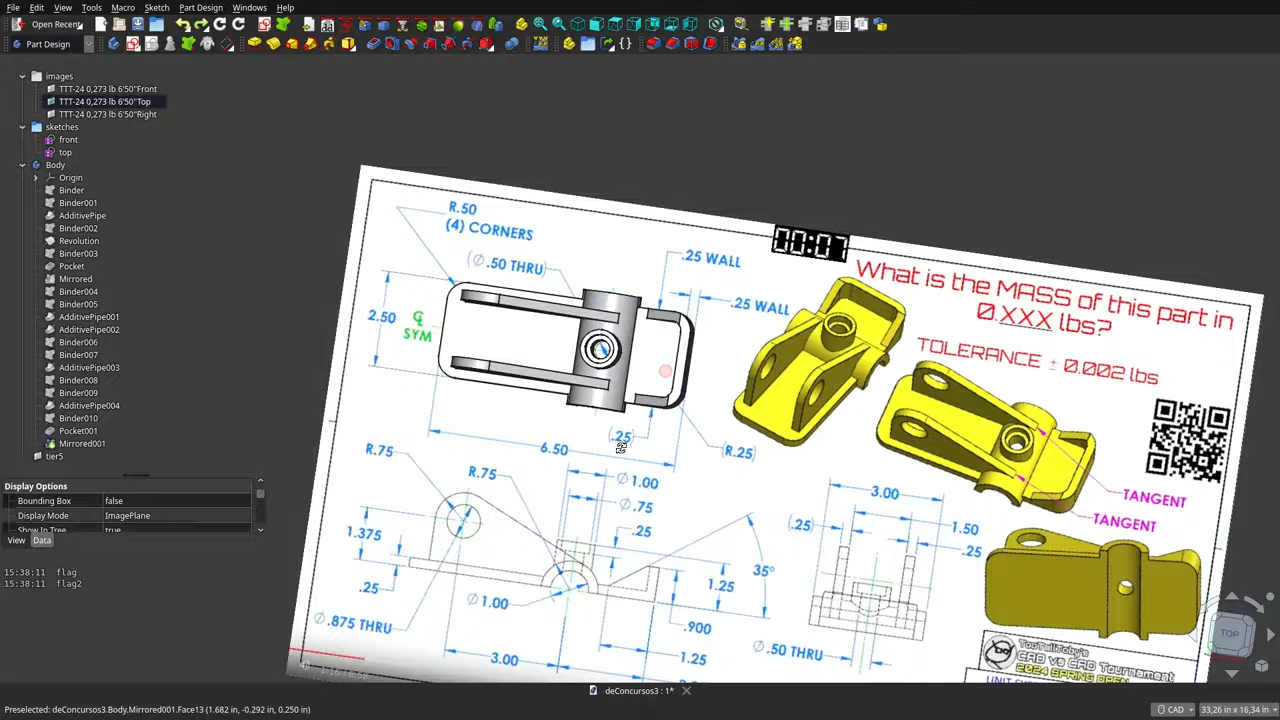 File Edit View Tools Macro Sketch Part Design Windows Help
Open Recent
Part Design
images
TTT-24 0,273 lb 6'50"Front
TTT-24 0,273 lb 6'50"Top
TTT-24 0,273 lb 6'50"Right
sketches
front
top
Body
Origin
Binder
Binder001
AdditivePipe
Binder002
Revolution
Binder003
Pocket
Mirrored
Binder004
Binder005
AdditivePipe001
AdditivePipe002
Binder006
Binder007
AdditivePipe003
Binder008
Binder009
AdditivePipe004
Binder010
Pocket001
Mirrored001
tier5
Display Options
Bounding Box false
Display Mode ImagePlane
Show In Tree true
View Data
15:38:11 flag
15:38:11 flag2
R.50
(4) CORNERS
(Ø.50 THRU)
.25 WALL
.25 WALL
2.50
℄
SYM
(.25)
6.50
(R.25)
00:07
What is the MASS of this part in
0.XXX lbs?
TOLERANCE ± 0.002 lbs
TANGENT
TANGENT
R.75
R.75
Ø1.00
Ø.75
.25
1.375
.25
Ø1.00
Ø.875 THRU
3.00
35°
1.25
.900
1.25
3.00
(.25)
1.50
.25
Ø.50 THRU
TooTallToby's
CAD vs CAD Tournament
2024 SPRING OPEN
TOP
deConcursos3 : 1*
Preselected: deConcursos3.Body.Mirrored001.Face13 (1.682 in, -0.292 in, 0.250 in)
CAD
33,26 in x 16,34 in